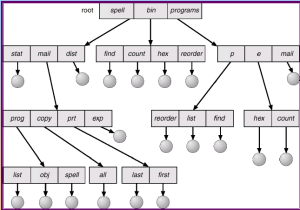 root spell bin programs
stat mail dist find count hex reorder p e mail
prog copy prt exp reorder list find hex count
list obj spell all last first